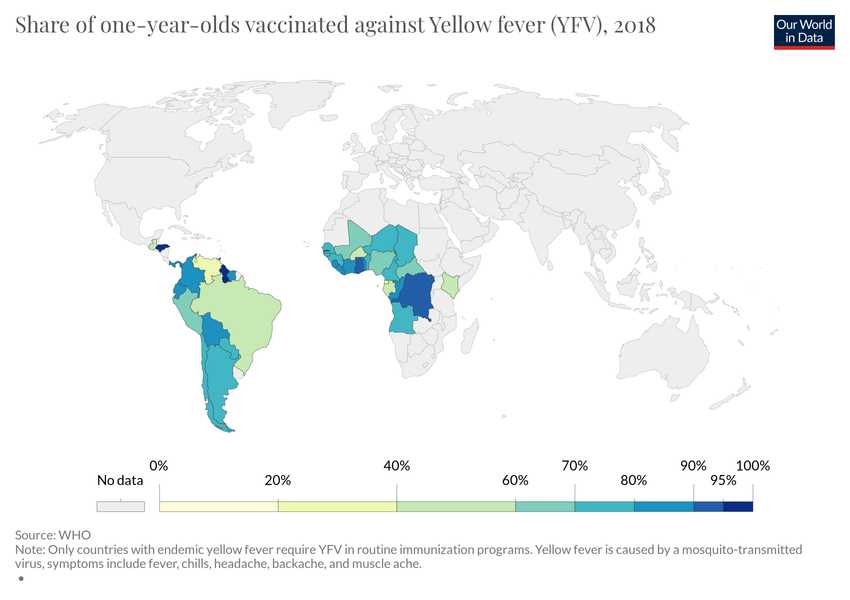 Share of one-year-olds vaccinated against Yellow fever (YFV), 2018
Our World
in Data
0% 40% 70% 90% 100%
No data 20% 60% 80% 95%
Source: WHO
Note: Only countries with endemic yellow fever require YFV in routine immunization programs. Yellow fever is caused by a mosquito-transmitted
virus, symptoms include fever, chills, headache, backache, and muscle ache.
•